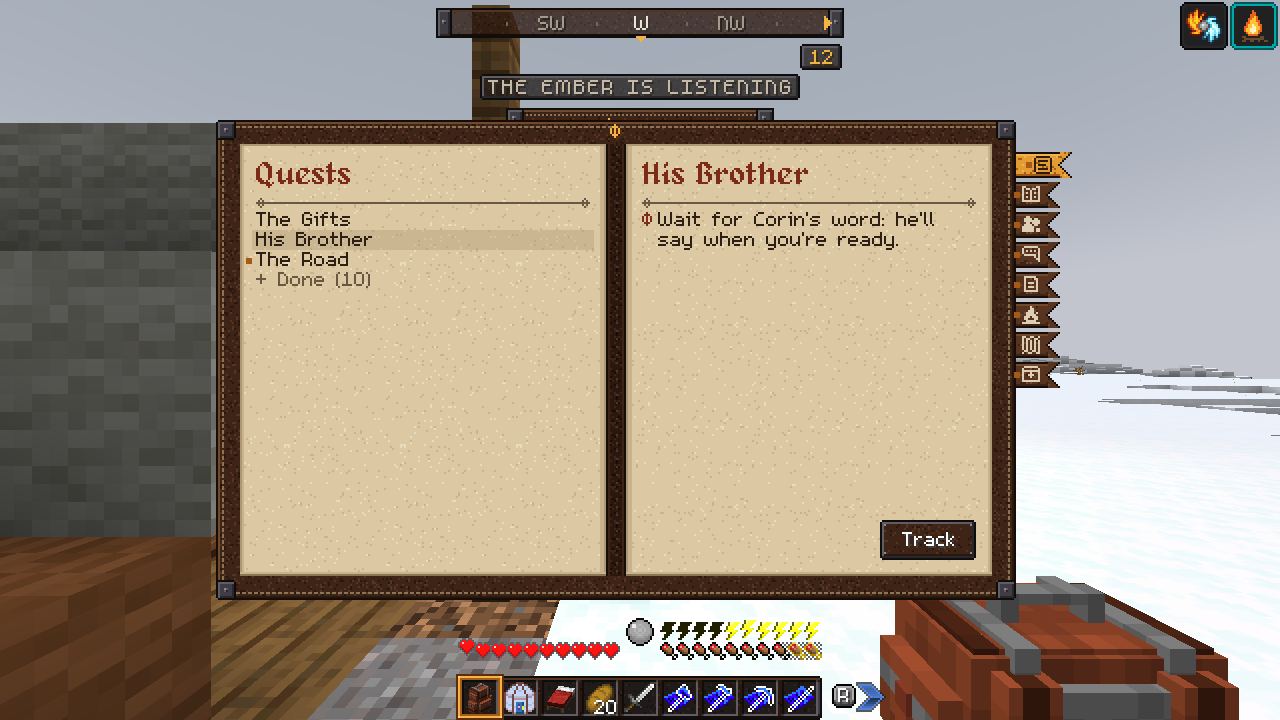 SW · W · NW ·
12
THE EMBER IS LISTENING
Quests
The Gifts
His Brother
The Road
+ Done (10)
His Brother
Wait for Corin's word: he'll
say when you're ready.
Track
20
R